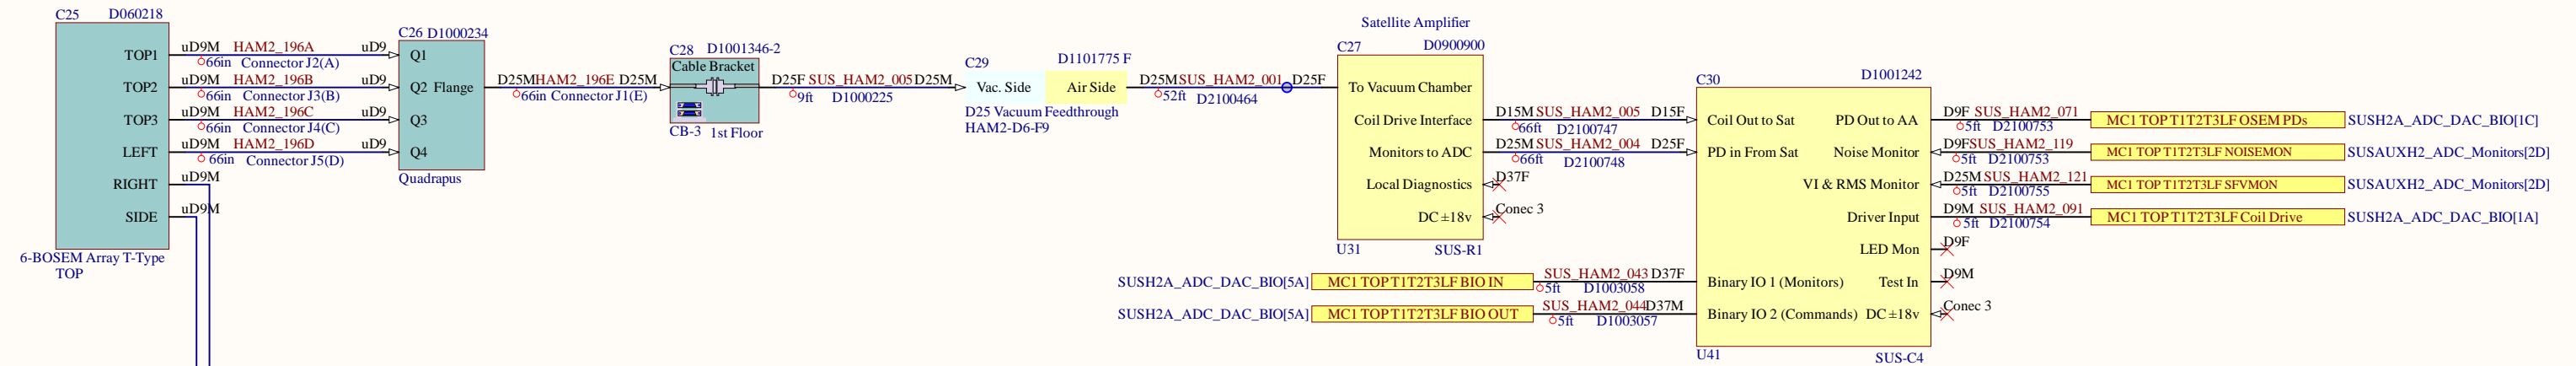 C25 D060218
TOP1
TOP2
TOP3
LEFT
RIGHT
SIDE
6-BOSEM Array T-Type
TOP
uD9M HAM2_196A uD9
66in Connector J2(A)
uD9M HAM2_196B uD9
66in Connector J3(B)
uD9M HAM2_196C uD9
66in Connector J4(C)
uD9M HAM2_196D uD9
66in Connector J5(D)
uD9M
uD9M
C26 D1000234
Q1
Q2 Flange
Q3
Q4
Quadrapus
D25M HAM2_196E D25M
66in Connector J1(E)
C28 D1001346-2
Cable Bracket
CB-3 1st Floor
D25F SUS_HAM2_005 D25M
9ft D1000225
C29 D1101775 F
Vac. Side Air Side
D25 Vacuum Feedthrough
HAM2-D6-F9
D25M SUS_HAM2_001 D25F
52ft D2100464
Satellite Amplifier
C27 D0900900
To Vacuum Chamber
Coil Drive Interface
Monitors to ADC
Local Diagnostics
DC ±18v
U31 SUS-R1
D15M SUS_HAM2_005 D15F
66ft D2100747
D25M SUS_HAM2_004 D25F
66ft D2100748
D37F
Conec 3
SUSH2A_ADC_DAC_BIO[5A] MC1 TOP T1T2T3LF BIO IN SUS_HAM2_043 D37F
5ft D1003058
SUSH2A_ADC_DAC_BIO[5A] MC1 TOP T1T2T3LF BIO OUT SUS_HAM2_044 D37M
5ft D1003057
C30 D1001242
Coil Out to Sat PD Out to AA
PD in From Sat Noise Monitor
VI & RMS Monitor
Driver Input
LED Mon
Binary IO 1 (Monitors) Test In
Binary IO 2 (Commands) DC ±18v
U41 SUS-C4
D9F SUS_HAM2_071 MC1 TOP T1T2T3LF OSEM PDs SUSH2A_ADC_DAC_BIO[1C]
5ft D2100753
D9F SUS_HAM2_119 MC1 TOP T1T2T3LF NOISEMON SUSAUXH2_ADC_Monitors[2D]
5ft D2100753
D25M SUS_HAM2_121 MC1 TOP T1T2T3LF SFVMON SUSAUXH2_ADC_Monitors[2D]
5ft D2100755
D9M SUS_HAM2_091 MC1 TOP T1T2T3LF Coil Drive SUSH2A_ADC_DAC_BIO[1A]
5ft D2100754
D9F
D9M
Conec 3